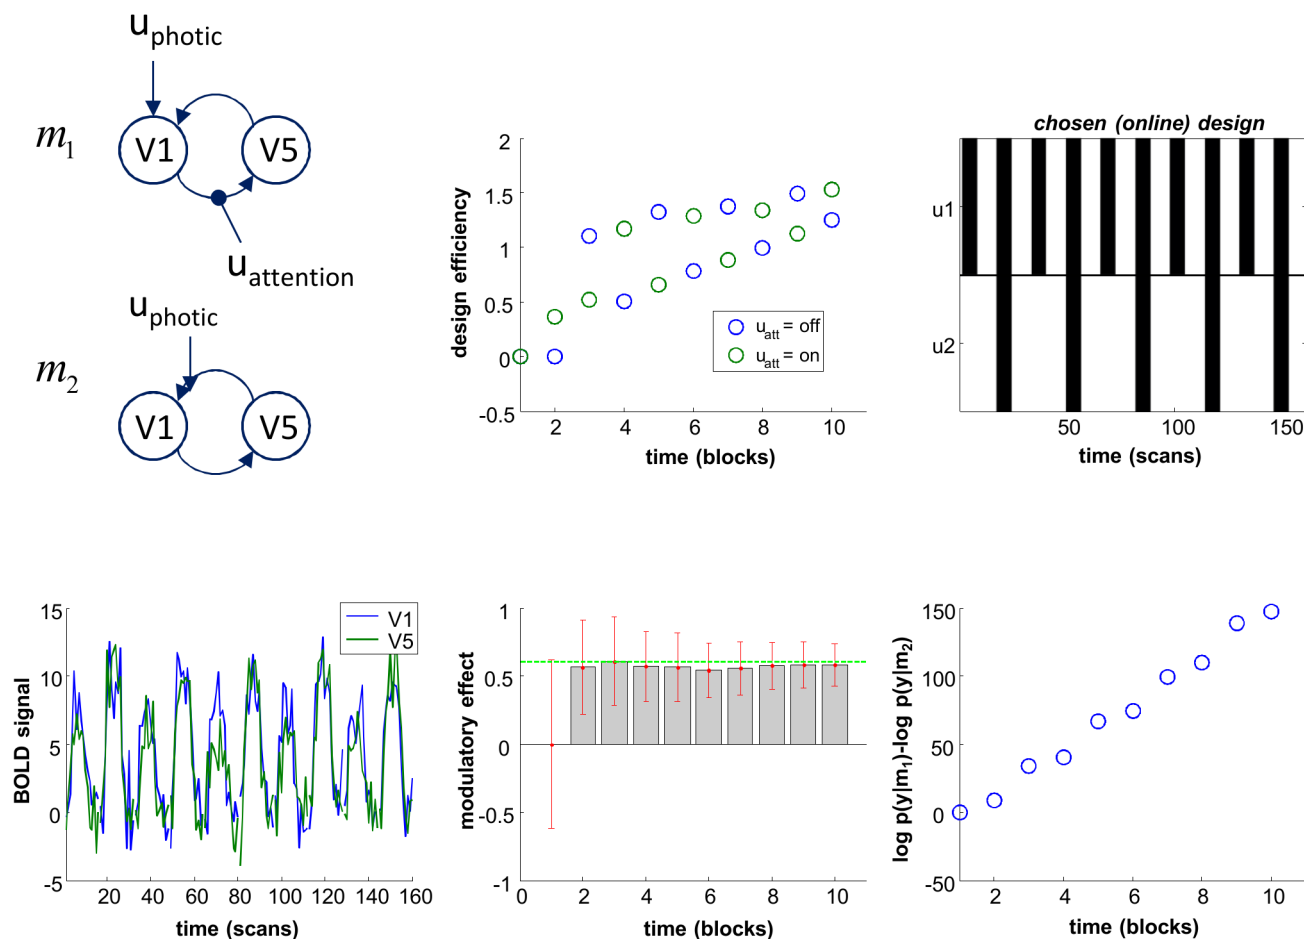 u_photic
m_1
V1
V5
u_attention
u_photic
m_2
V1
V5
2
1.5
1
0.5
0
-0.5
design efficiency
u_att = off
u_att = on
2
4
6
8
10
time (blocks)
chosen (online) design
u1
u2
50
100
150
time (scans)
15
10
5
0
-5
BOLD signal
V1
V5
20
40
60
80
100
120
140
160
time (scans)
1
0.5
0
-0.5
-1
modulatory effect
0
2
4
6
8
10
time (blocks)
150
100
50
0
-50
log p(y|m_1)-log p(y|m_2)
2
4
6
8
10
time (blocks)